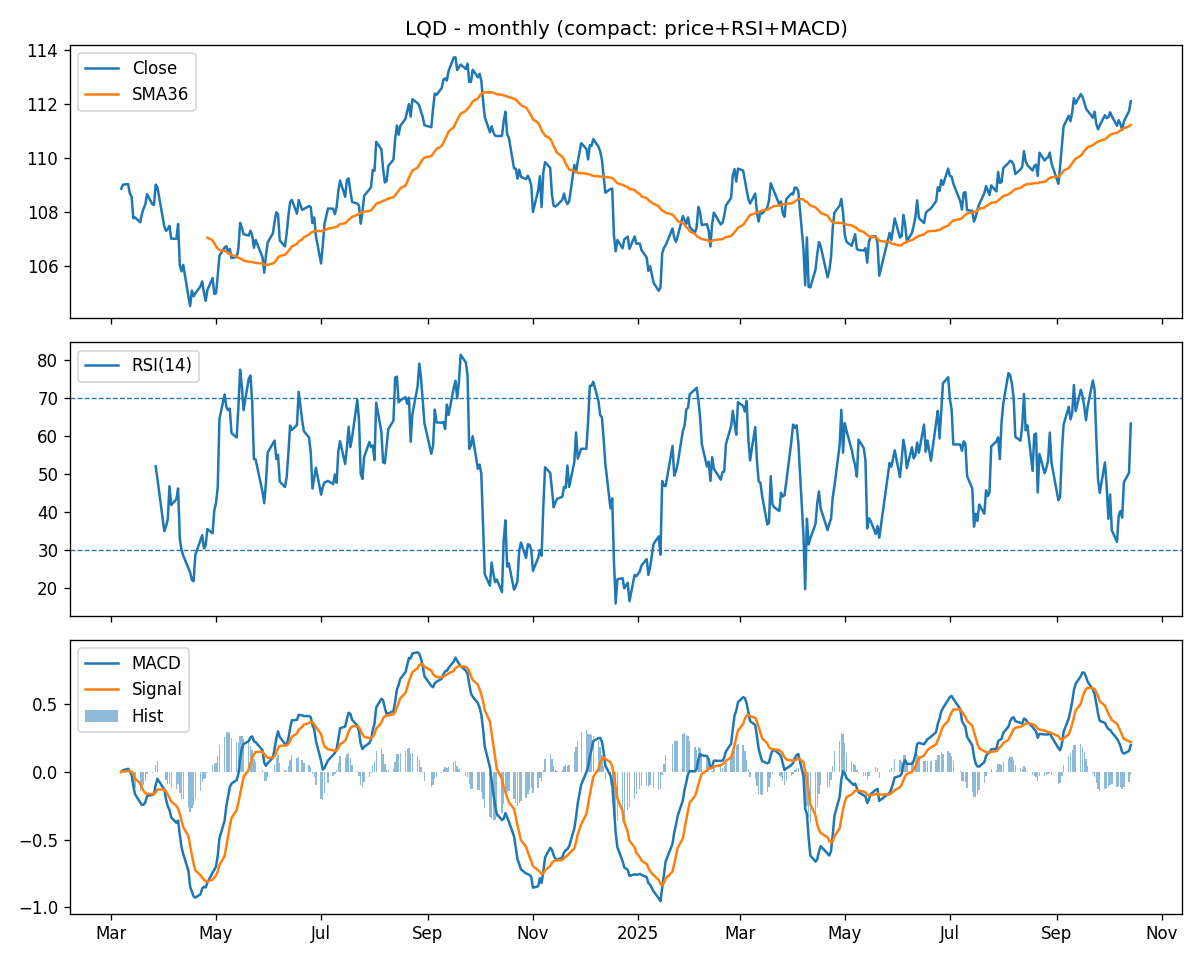 LQD - monthly (compact: price+RSI+MACD)
114
112
110
108
106
Close
SMA36
80
70
60
50
40
30
20
RSI(14)
0.5
0.0
−0.5
−1.0
MACD
Signal
Hist
Mar
May
Jul
Sep
Nov
2025
Mar
May
Jul
Sep
Nov